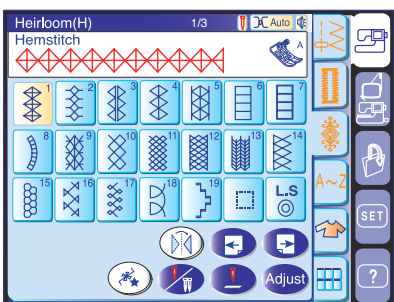 Heirloom(H) 1/3 Auto
Hemstitch A
1 2 3 4 5 6 7
8 9 10 11 12 13 14
15 16 17 18 19 L.S
A~Z
SET
Adjust
?